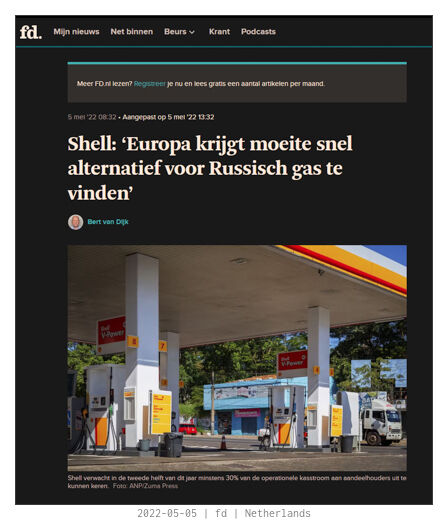 fd.
Mijn nieuws
Net binnen
Beurs
Krant
Podcasts
Meer FD.nl lezen? Registreer je nu en lees gratis een aantal artikelen per maand.
5 mei '22 08:32 • Aangepast op 5 mei '22 13:32
Shell: ‘Europa krijgt moeite snel
alternatief voor Russisch gas te
vinden’
Bert van Dijk
Shell
V-Power
8
7
Shell
V-Power
Shell verwacht in de tweede helft van dit jaar minstens 30% van de operationele kasstroom aan aandeelhouders uit te
kunnen keren. Foto: ANP/Zuma Press
2022-05-05 | fd | Netherlands